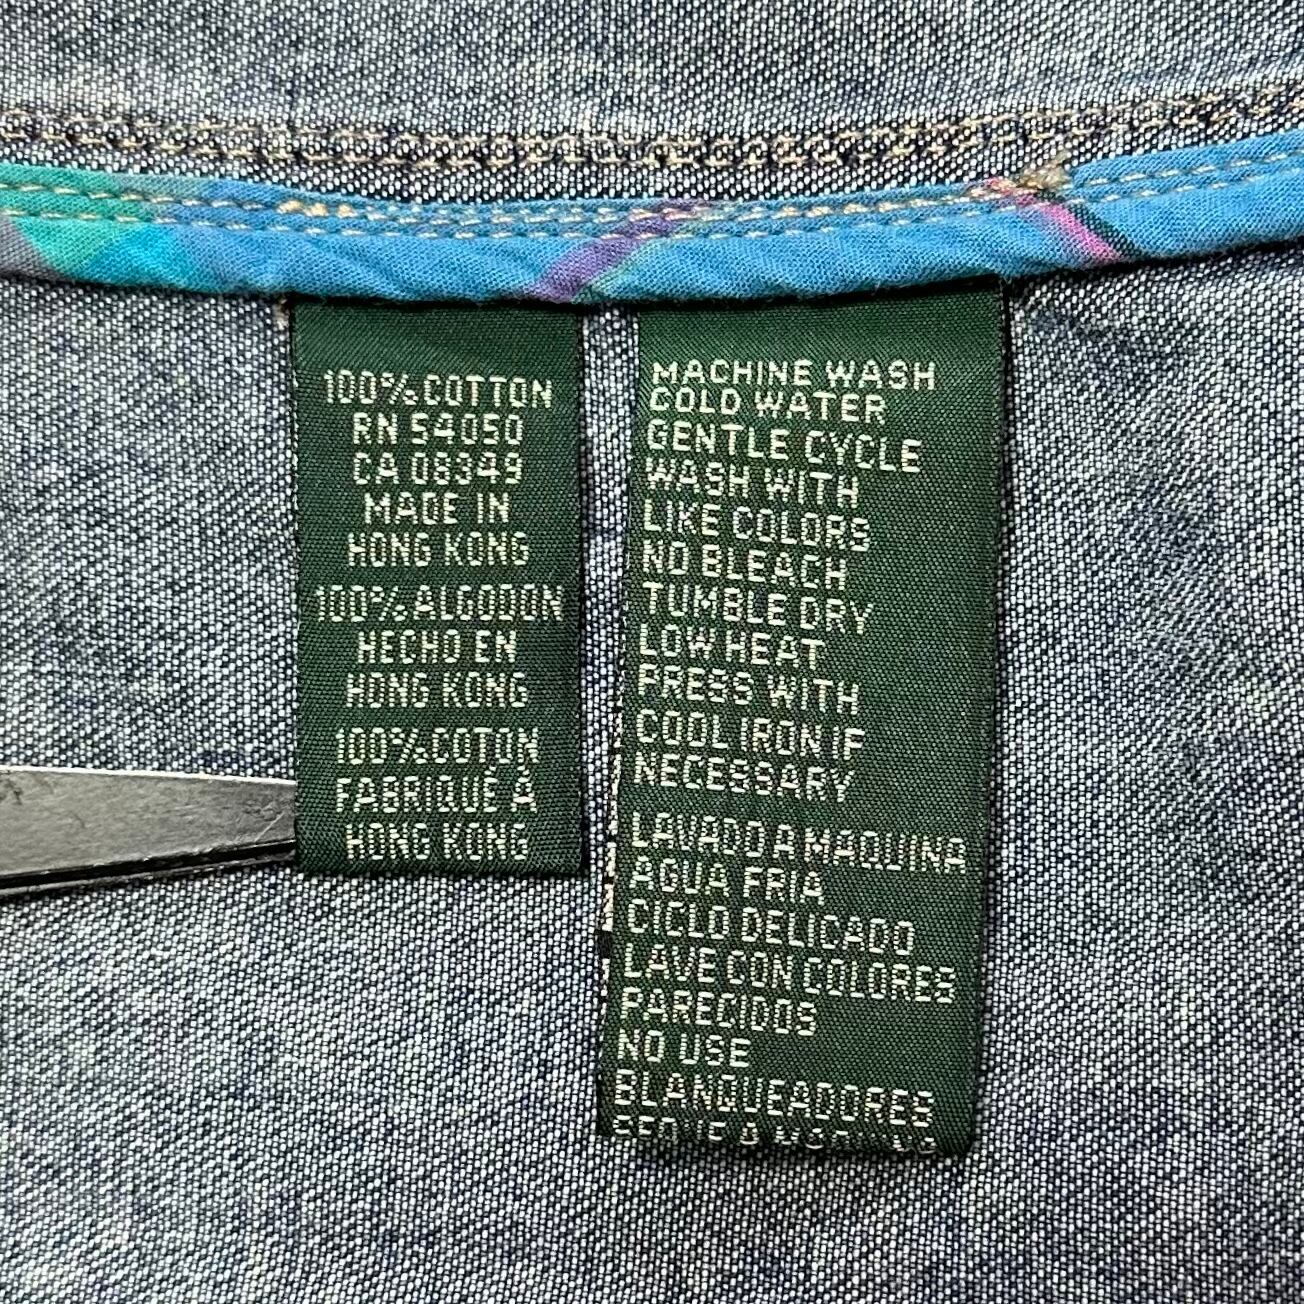 100% COTTON
RN 54050
CA 08349
MADE IN
HONG KONG
100% ALGODON
HECHO EN
HONG KONG
100% COTON
FABRIQUÉ À
HONG KONG
MACHINE WASH
COLD WATER
GENTLE CYCLE
WASH WITH
LIKE COLORS
NO BLEACH
TUMBLE DRY
LOW HEAT
PRESS WITH
COOL IRON IF
NECESSARY
LAVADO A MAQUINA
AGUA FRIA
CICLO DELICADO
LAVE CON COLORES
PARECIDOS
NO USE
BLANQUEADORES
SEQUE A MAQUINA